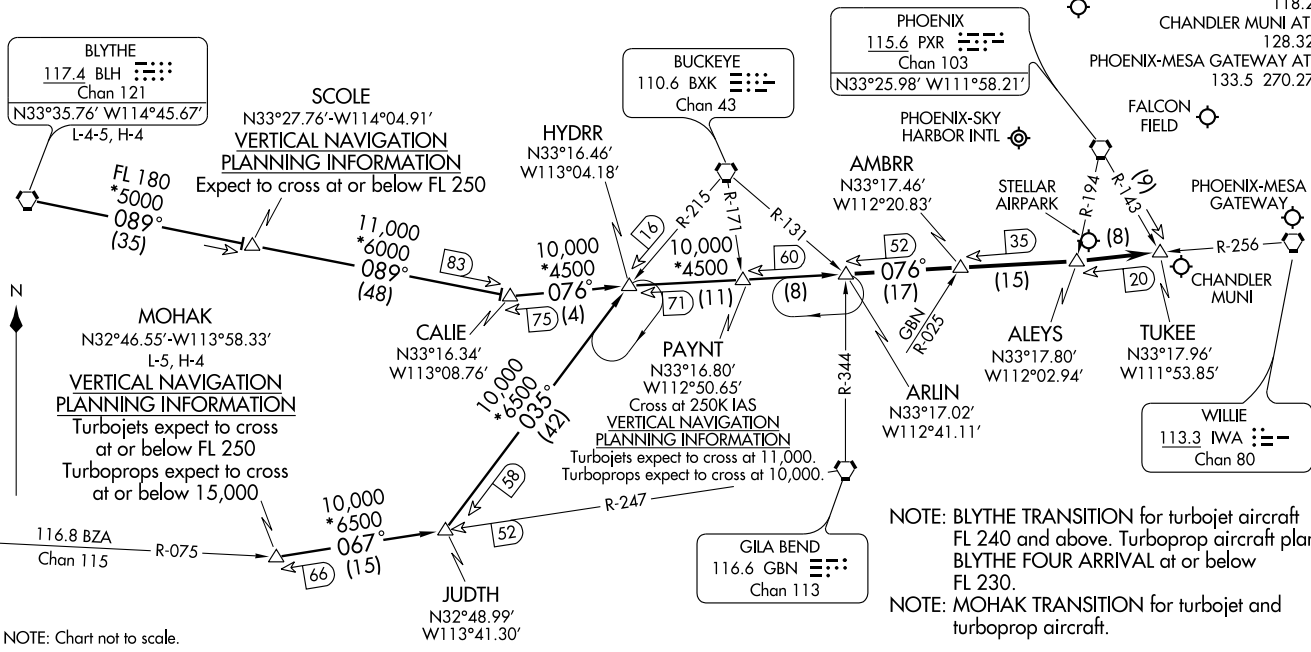 118.2
CHANDLER MUNI AT
128.32
PHOENIX-MESA GATEWAY AT
133.5 270.27
BLYTHE
117.4 BLH
Chan 121
N33°35.76' W114°45.67'
L-4-5, H-4
SCOLE
N33°27.76'-W114°04.91'
VERTICAL NAVIGATION
PLANNING INFORMATION
Expect to cross at or below FL 250
HYDRR
N33°16.46'
W113°04.18'
BUCKEYE
110.6 BXK
Chan 43
PHOENIX
115.6 PXR
Chan 103
N33°25.98' W111°58.21'
PHOENIX-SKY
HARBOR INTL
FALCON
FIELD
AMBRR
N33°17.46'
W112°20.83'
STELLAR
AIRPARK
PHOENIX-MESA
GATEWAY
FL 180
*5000
089°
(35)
11,000
*6000
089°
(48)
83
10,000
*4500
076°
(4)
75
16
R-215
R-171
R-131
10,000
*4500
(11)
71
60
(8)
52
076°
(17)
35
(15)
R-194
R-143
(9)
(8)
20
R-256
CHANDLER
MUNI
GBN
R-025
N
MOHAK
N32°46.55'-W113°58.33'
L-5, H-4
VERTICAL NAVIGATION
PLANNING INFORMATION
Turbojets expect to cross
at or below FL 250
Turboprops expect to cross
at or below 15,000
CALIE
N33°16.34'
W113°08.76'
PAYNT
N33°16.80'
W112°50.65'
Cross at 250K IAS
VERTICAL NAVIGATION
PLANNING INFORMATION
Turbojets expect to cross at 11,000.
Turboprops expect to cross at 10,000.
R-344
ARLIN
N33°17.02'
W112°41.11'
ALEYS
N33°17.80'
W112°02.94'
TUKEE
N33°17.96'
W111°53.85'
WILLIE
113.3 IWA
Chan 80
10,000
*6500
035°
(42)
58
R-247
52
10,000
*6500
067°
(15)
66
116.8 BZA
Chan 115
R-075
JUDTH
N32°48.99'
W113°41.30'
GILA BEND
116.6 GBN
Chan 113
NOTE: BLYTHE TRANSITION for turbojet aircraft
FL 240 and above. Turboprop aircraft plan
BLYTHE FOUR ARRIVAL at or below
FL 230.
NOTE: MOHAK TRANSITION for turbojet and
turboprop aircraft.
NOTE: Chart not to scale.